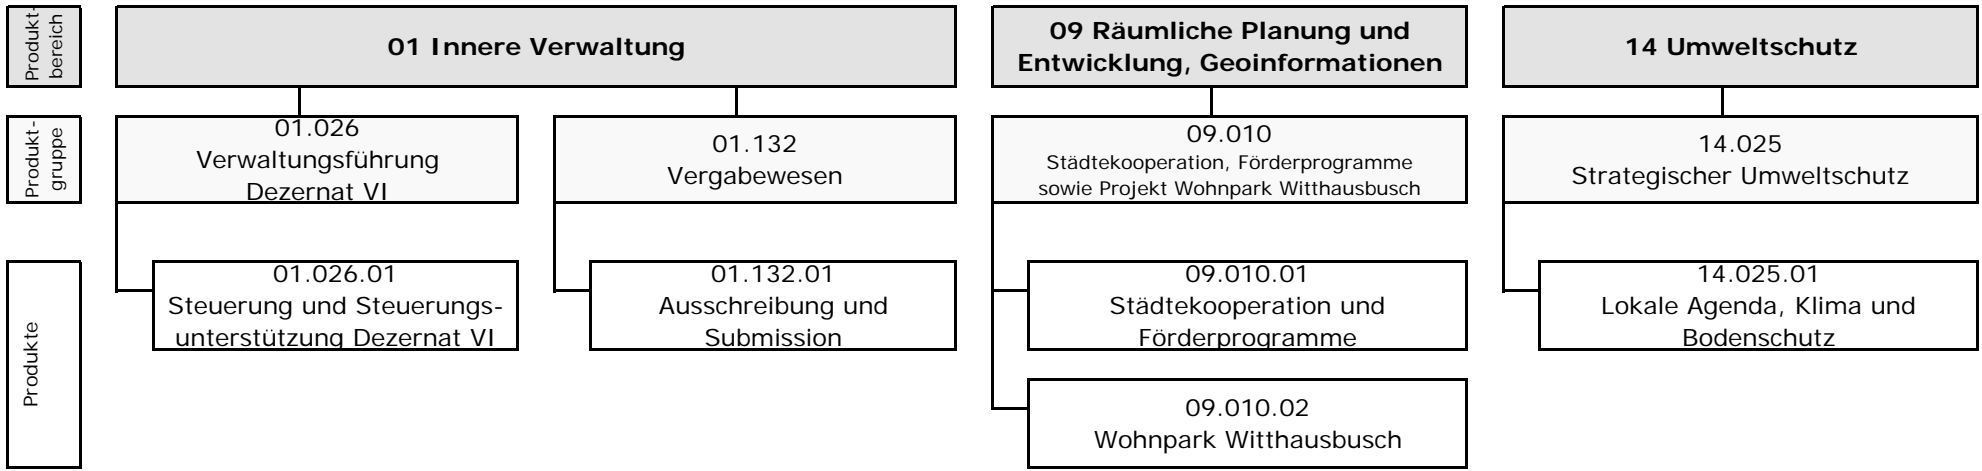 Produkt-
bereich
01 Innere Verwaltung
09 Räumliche Planung und
Entwicklung, Geoinformationen
14 Umweltschutz
Produkt-
gruppe
01.026
Verwaltungsführung
Dezernat VI
01.132
Vergabewesen
09.010
Städtekooperation, Förderprogramme
sowie Projekt Wohnpark Witthausbusch
14.025
Strategischer Umweltschutz
Produkte
01.026.01
Steuerung und Steuerungs-
unterstützung Dezernat VI
01.132.01
Ausschreibung und
Submission
09.010.01
Städtekooperation und
Förderprogramme
14.025.01
Lokale Agenda, Klima und
Bodenschutz
09.010.02
Wohnpark Witthausbusch